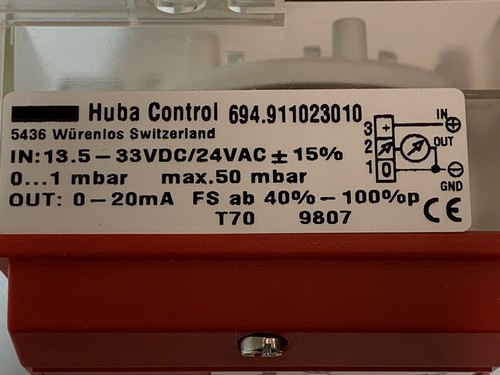 Huba Control 694.911023010
5436 Würenlos Switzerland
IN: 13.5 – 33VDC/24VAC ± 15%
0...1 mbar max. 50 mbar
OUT: 0 – 20mA FS ab 40% – 100%p
T70 9807
3 + IN +
2 OUT
1 0 –
GND
CE